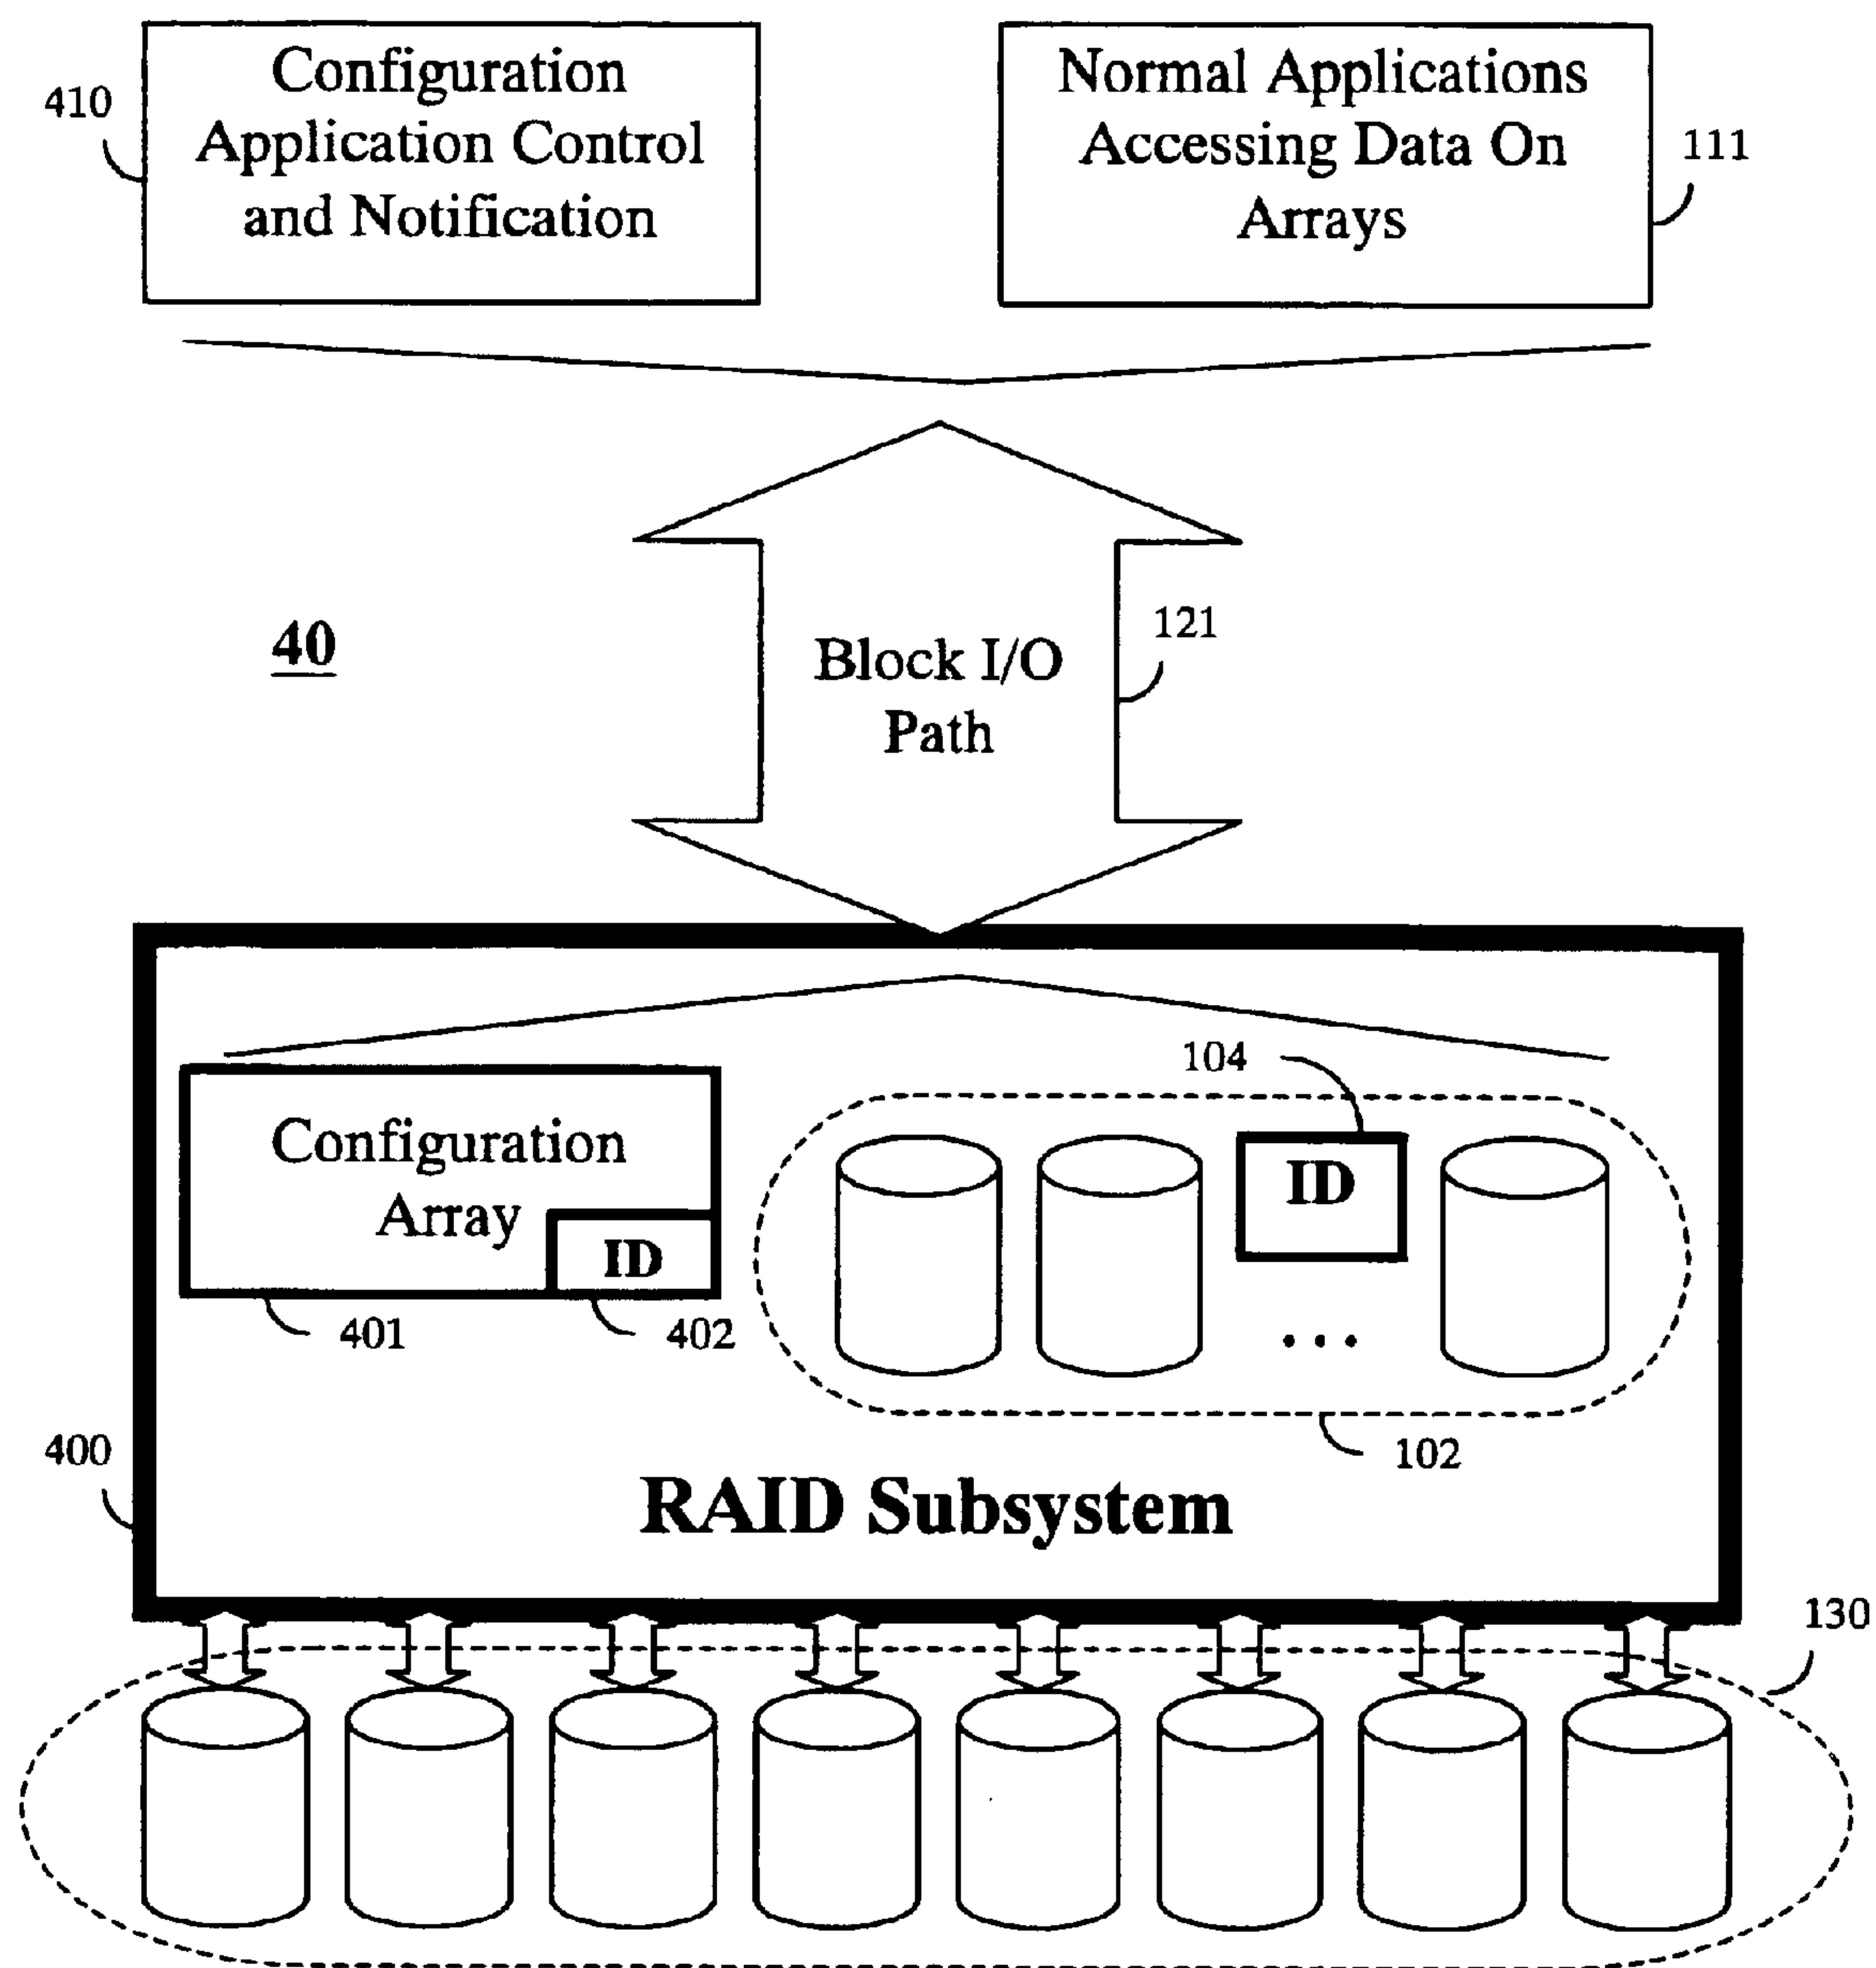 Configuration
Application Control
and Notification
410
Normal Applications
Accessing Data On
Arrays
111
40
Block I/O
Path
121
Configuration
Array
ID
401
402
104
ID
...
102
400
RAID Subsystem
130